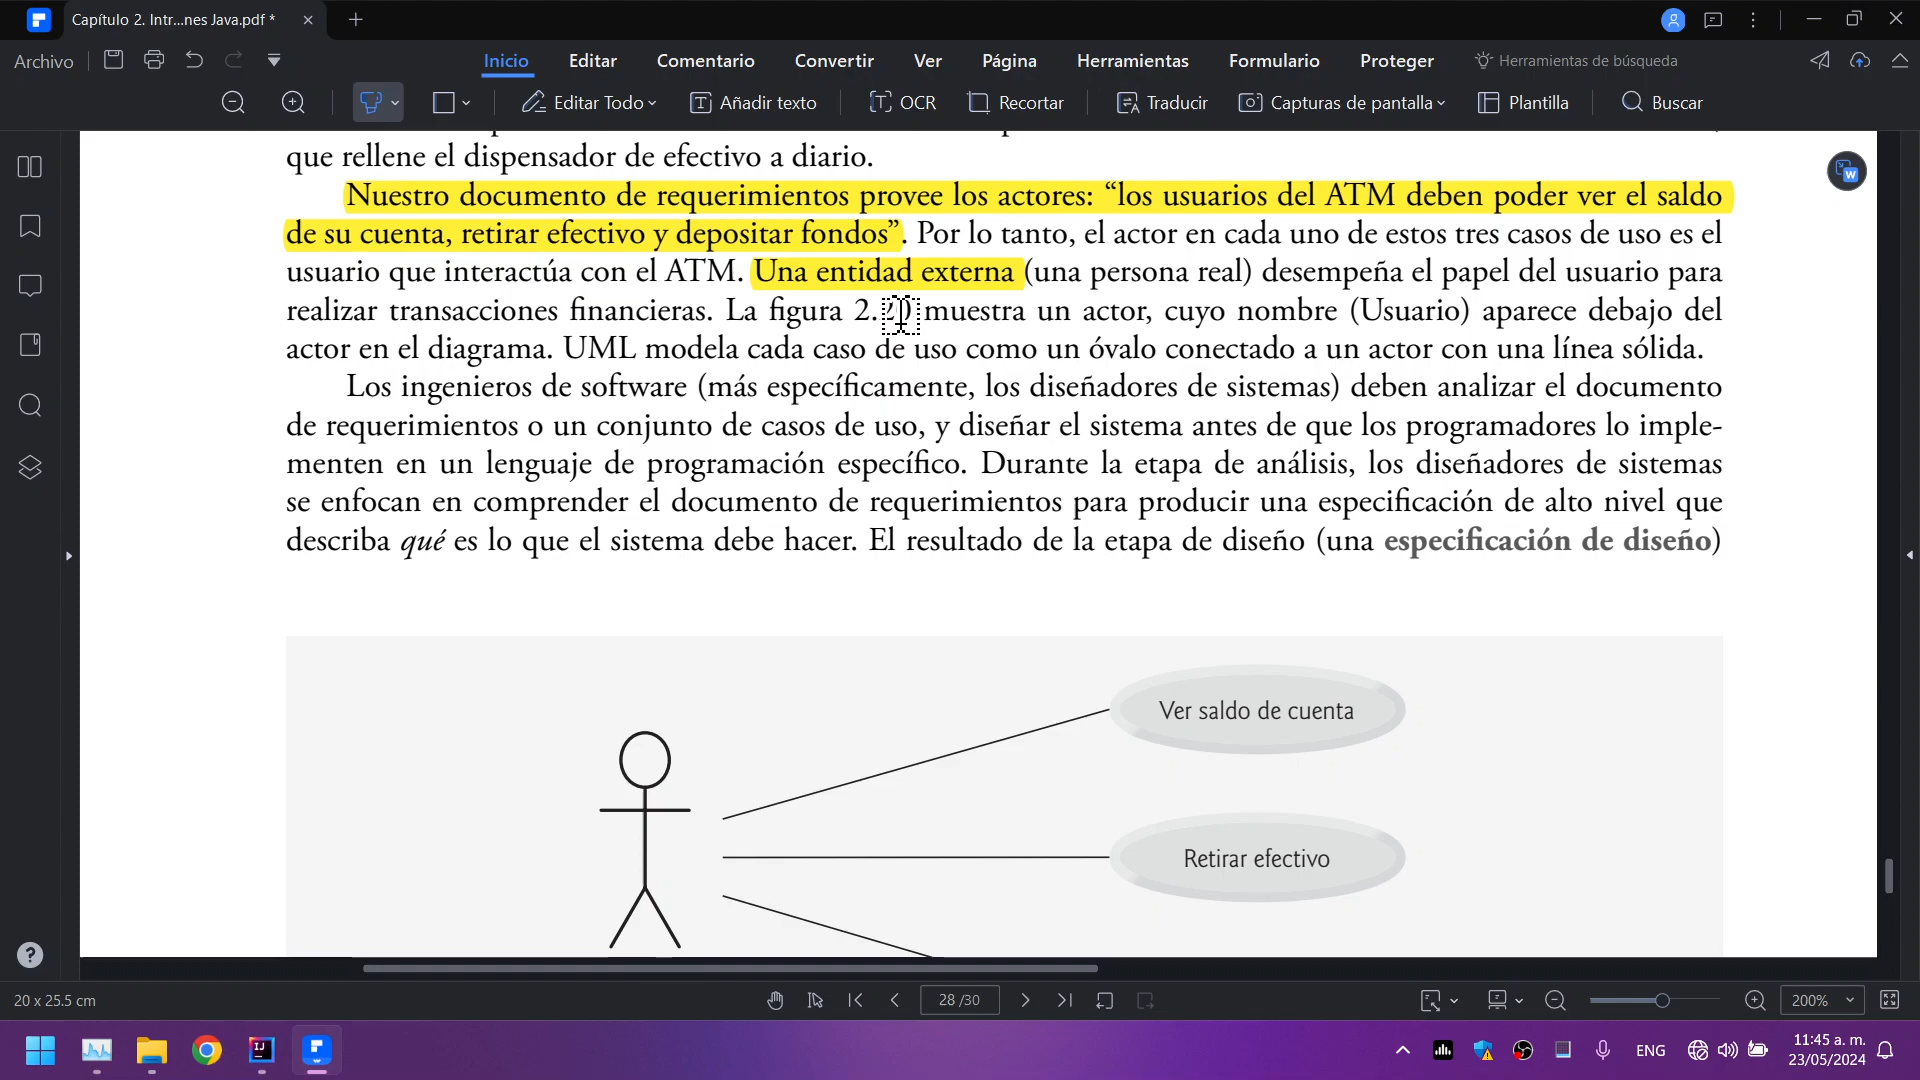 Capítulo 2. Intr...nes Java.pdf *
Archivo
Inicio
Editar
Comentario
Convertir
Ver
Página
Herramientas
Formulario
Proteger
Herramientas de búsqueda
Editar Todo
Añadir texto
OCR
Recortar
Traducir
Capturas de pantalla
Plantilla
Buscar
que rellene el dispensador de efectivo a diario.
Nuestro documento de requerimientos provee los actores: “los usuarios del ATM deben poder ver el saldo
de su cuenta, retirar efectivo y depositar fondos”. Por lo tanto, el actor en cada uno de estos tres casos de uso es el
usuario que interactúa con el ATM. Una entidad externa (una persona real) desempeña el papel del usuario para
realizar transacciones financieras. La figura 2.20 muestra un actor, cuyo nombre (Usuario) aparece debajo del
actor en el diagrama. UML modela cada caso de uso como un óvalo conectado a un actor con una línea sólida.
Los ingenieros de software (más específicamente, los diseñadores de sistemas) deben analizar el documento
de requerimientos o un conjunto de casos de uso, y diseñar el sistema antes de que los programadores lo imple-
menten en un lenguaje de programación específico. Durante la etapa de análisis, los diseñadores de sistemas
se enfocan en comprender el documento de requerimientos para producir una especificación de alto nivel que
describa qué es lo que el sistema debe hacer. El resultado de la etapa de diseño (una especificación de diseño)
Ver saldo de cuenta
Retirar efectivo
20 x 25.5 cm
28 /30
200%
ENG
11:45 a. m.
23/05/2024